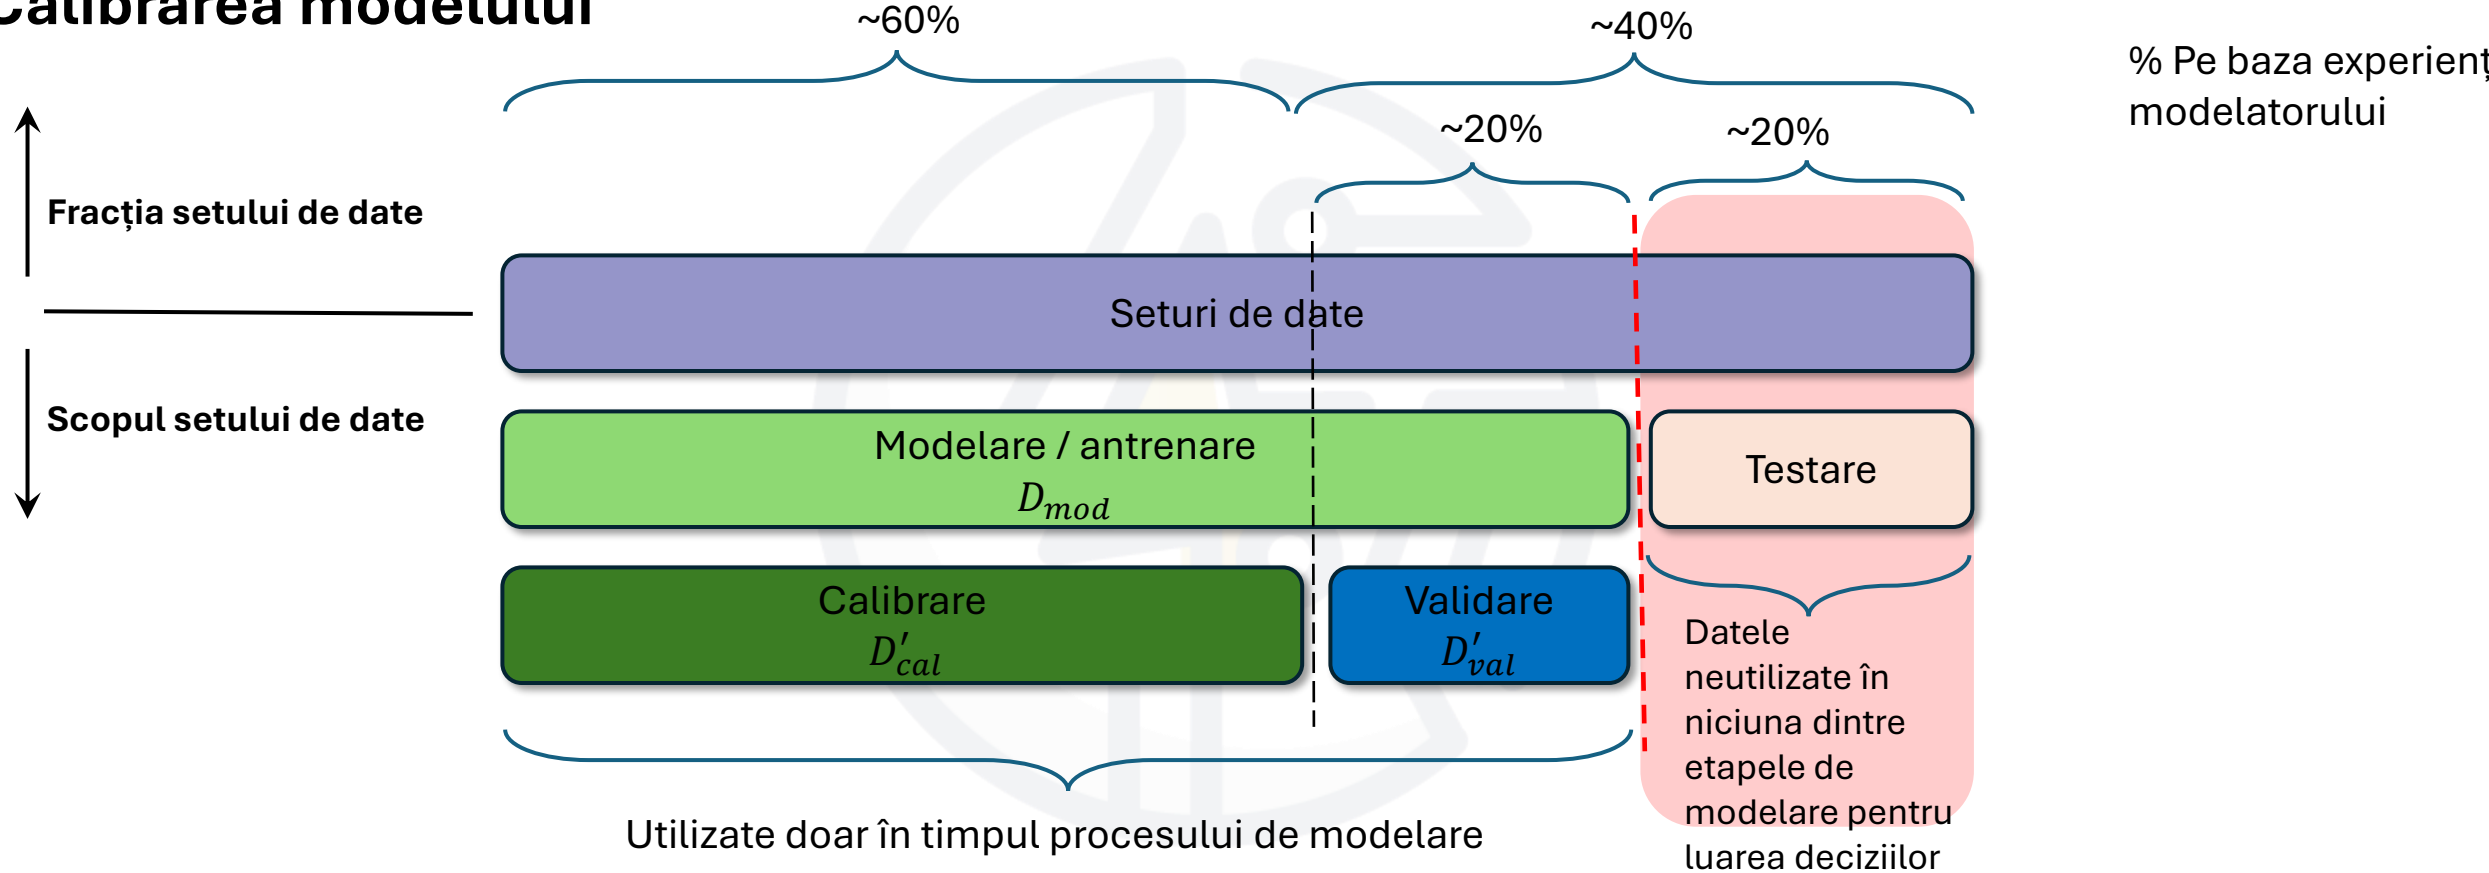 Calibrarea modelului
~60%
~40%
% Pe baza experienț
modelatorului
~20%
~20%
Fracția setului de date
Seturi de date
Scopul setului de date
Modelare / antrenare
D_mod
Testare
Calibrare
D'_cal
Validare
D'_val
Datele
neutilizate în
niciuna dintre
etapele de
modelare pentru
luarea deciziilor
Utilizate doar în timpul procesului de modelare